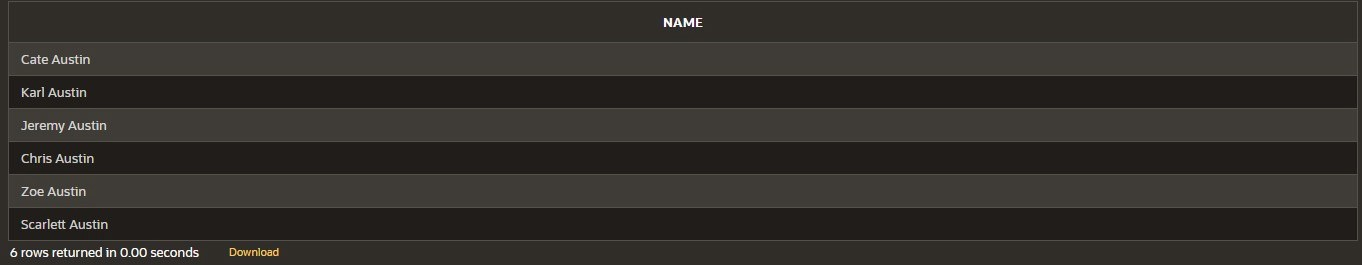 NAME
Cate Austin
Karl Austin
Jeremy Austin
Chris Austin
Zoe Austin
Scarlett Austin
6 rows returned in 0.00 seconds Download